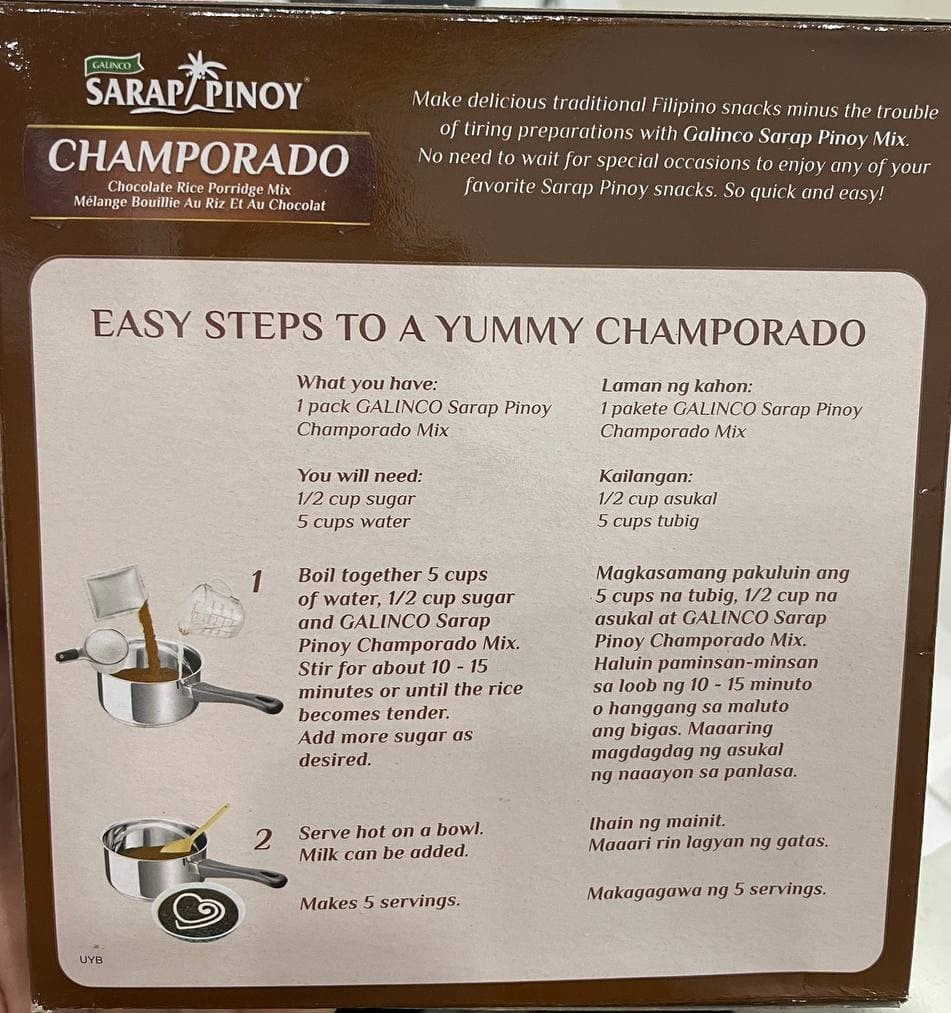 GALINCO
SARAP PINOY
CHAMPORADO
Chocolate Rice Porridge Mix
Mélange Bouillie Au Riz Et Au Chocolat
Make delicious traditional Filipino snacks minus the trouble
of tiring preparations with Galinco Sarap Pinoy Mix.
No need to wait for special occasions to enjoy any of your
favorite Sarap Pinoy snacks. So quick and easy!
EASY STEPS TO A YUMMY CHAMPORADO
What you have:
1 pack GALINCO Sarap Pinoy
Champorado Mix
You will need:
1/2 cup sugar
5 cups water
1
Boil together 5 cups
of water, 1/2 cup sugar
and GALINCO Sarap
Pinoy Champorado Mix.
Stir for about 10 - 15
minutes or until the rice
becomes tender.
Add more sugar as
desired.
2
Serve hot on a bowl.
Milk can be added.
Makes 5 servings.
Laman ng kahon:
1 pakete GALINCO Sarap Pinoy
Champorado Mix
Kailangan:
1/2 cup asukal
5 cups tubig
Magkasamang pakuluin ang
5 cups na tubig, 1/2 cup na
asukal at GALINCO Sarap
Pinoy Champorado Mix.
Haluin paminsan-minsan
sa loob ng 10 - 15 minuto
o hanggang sa maluto
ang bigas. Maaaring
magdagdag ng asukal
ng naaayon sa panlasa.
Ihain ng mainit.
Maaari rin lagyan ng gatas.
Makagagawa ng 5 servings.
UYB